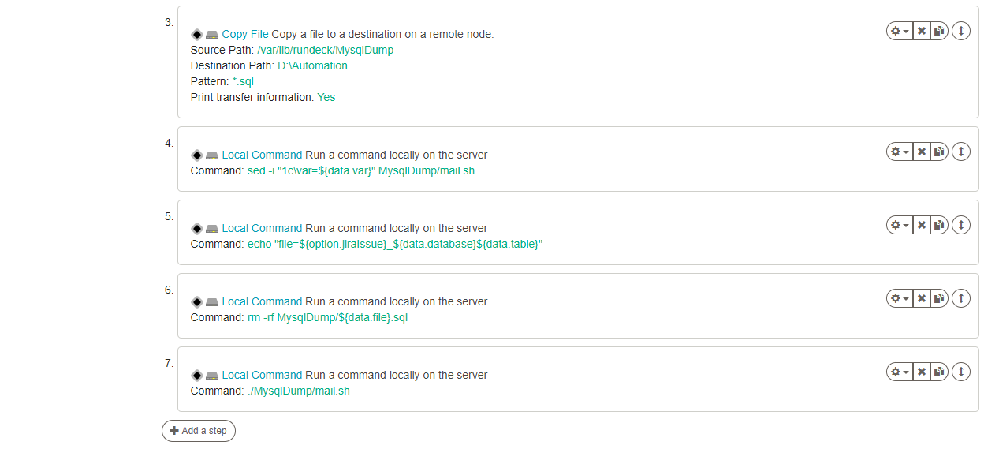 3.
Copy File Copy a file to a destination on a remote node.
Source Path: /var/lib/rundeck/MysqlDump
Destination Path: D:\Automation
Pattern: *.sql
Print transfer information: Yes
4.
Local Command Run a command locally on the server
Command: sed -i "1c\var=${data.var}" MysqlDump/mail.sh
5.
Local Command Run a command locally on the server
Command: echo "file=${option.jiraIssue}_${data.database}${data.table}"
6.
Local Command Run a command locally on the server
Command: rm -rf MysqlDump/${data.file}.sql
7.
Local Command Run a command locally on the server
Command: ./MysqlDump/mail.sh
Add a step